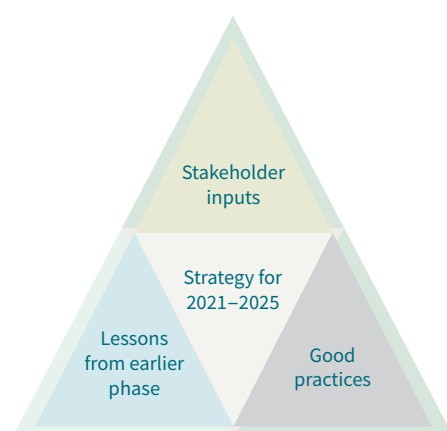 Stakeholder
inputs
Strategy for
2021–2025
Lessons
from earlier
phase
Good
practices